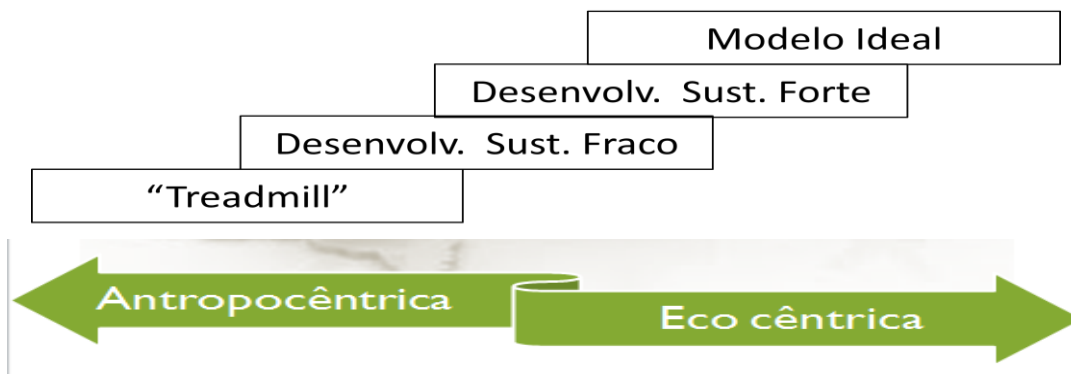 Modelo Ideal
Desenvolv. Sust. Forte
Desenvolv. Sust. Fraco
“Treadmill”
Antropocêntrica
Eco cêntrica